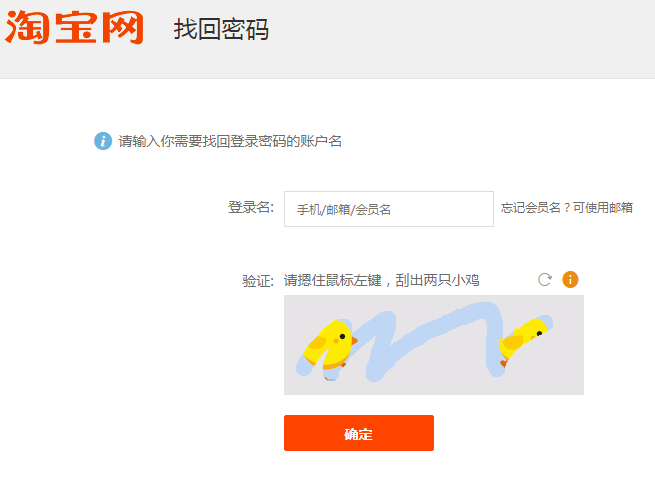 淘宝网 找回密码
请输入你需要找回登录密码的账户名
登录名: 手机/邮箱/会员名 忘记会员名？可使用邮箱
验证: 请摁住鼠标左键，刮出两只小鸡
确定